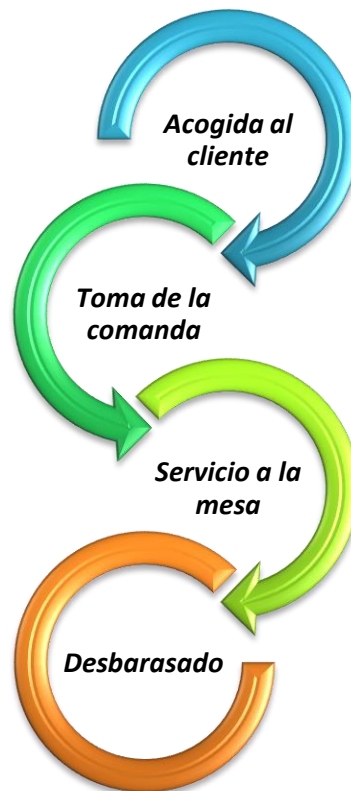 Acogida al
cliente
Toma de la
comanda
Servicio a la
mesa
Desbarasado